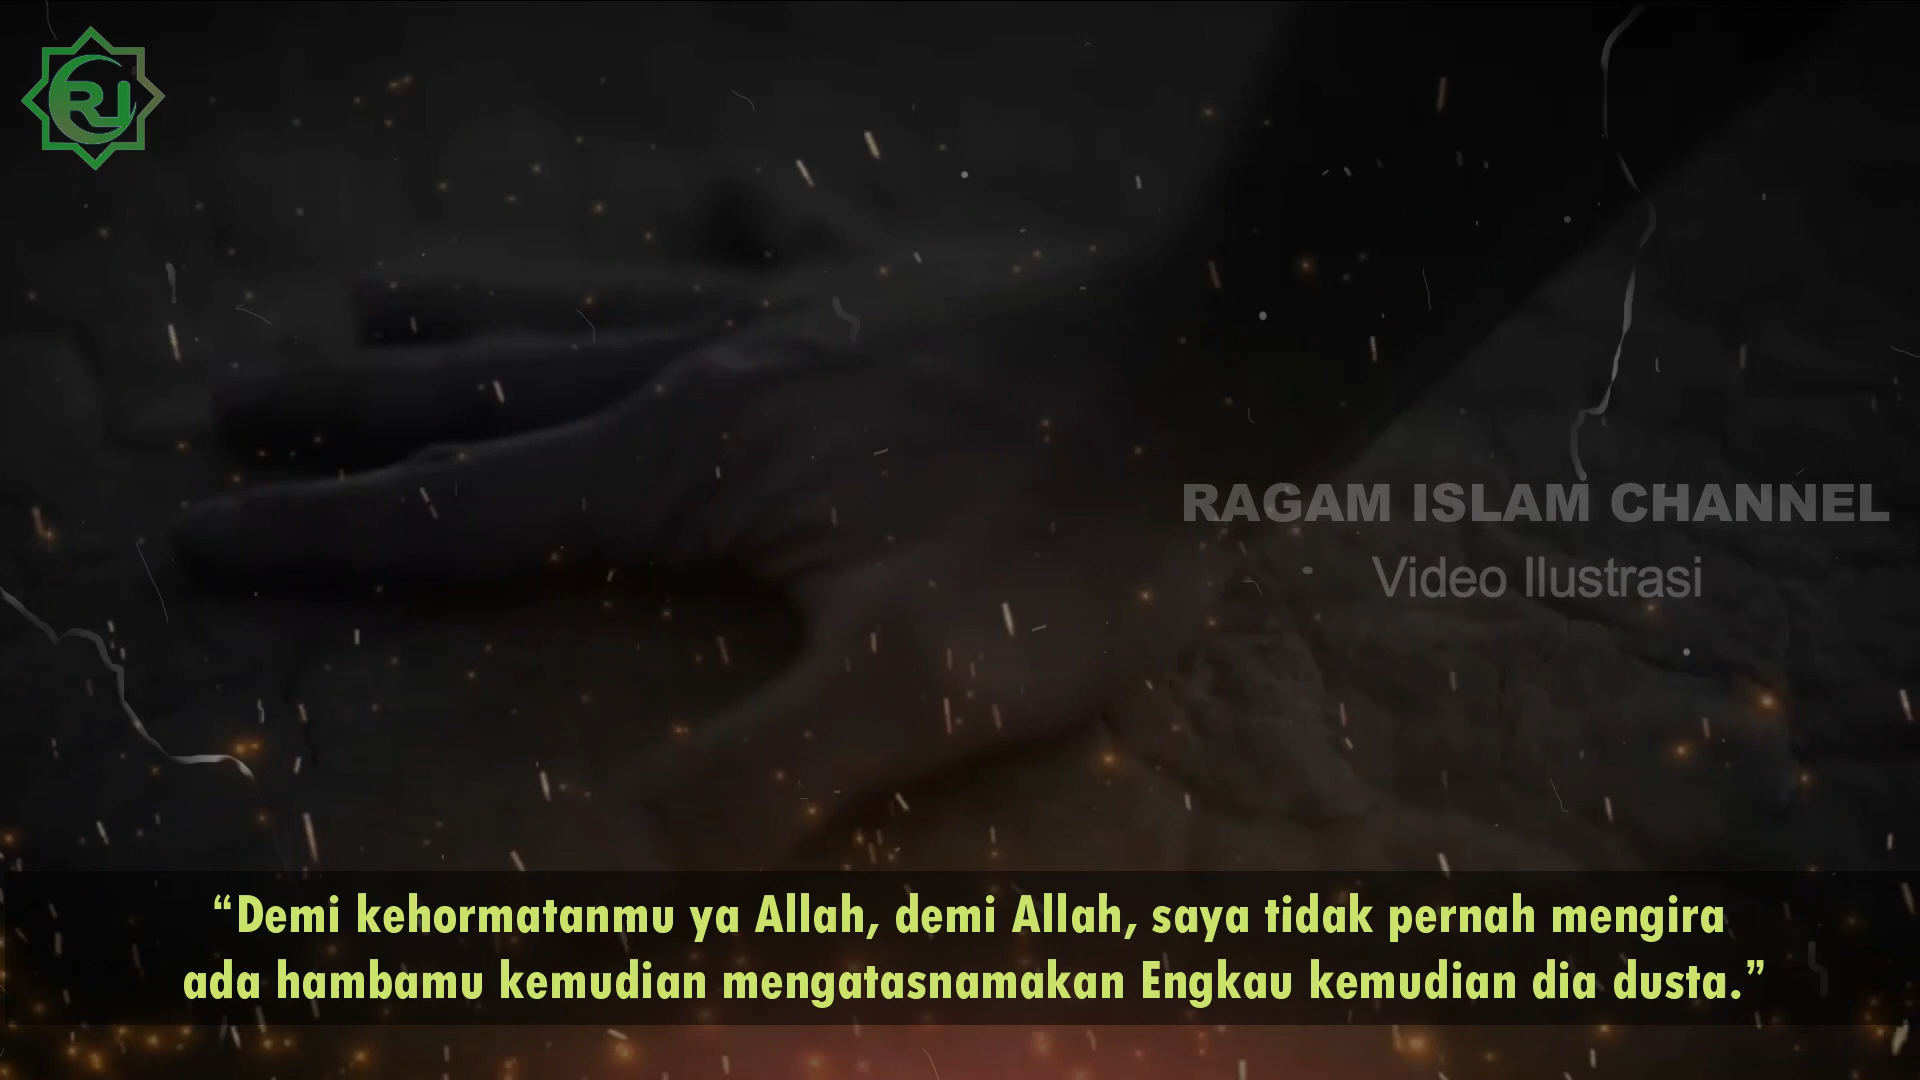 RI
RAGAM ISLAM CHANNEL
Video Ilustrasi
“Demi kehormatanmu ya Allah, demi Allah, saya tidak pernah mengira
ada hambamu kemudian mengatasnamakan Engkau kemudian dia dusta.”